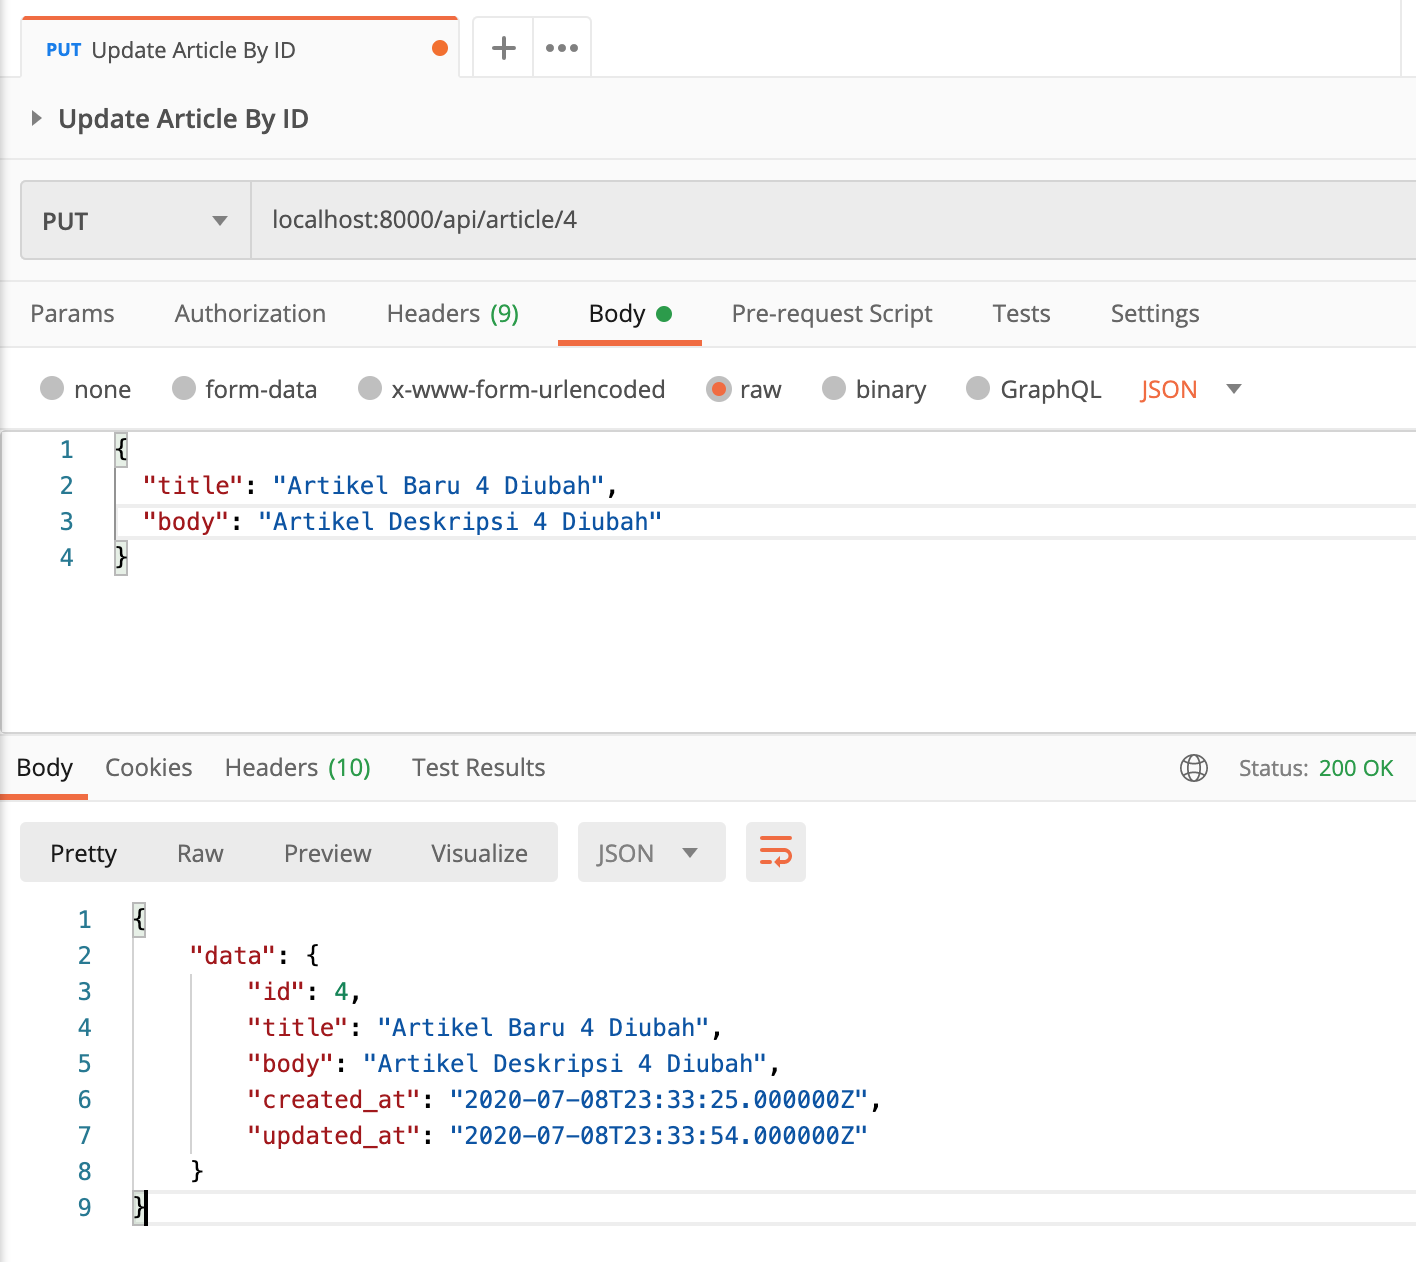 PUT Update Article By ID
Update Article By ID
PUT localhost:8000/api/article/4
Params Authorization Headers (9) Body Pre-request Script Tests Settings
none form-data x-www-form-urlencoded raw binary GraphQL JSON
1 {
2 "title": "Artikel Baru 4 Diubah",
3 "body": "Artikel Deskripsi 4 Diubah"
4 }
Body Cookies Headers (10) Test Results Status: 200 OK
Pretty Raw Preview Visualize JSON
1 {
2 "data": {
3 "id": 4,
4 "title": "Artikel Baru 4 Diubah",
5 "body": "Artikel Deskripsi 4 Diubah",
6 "created_at": "2020-07-08T23:33:25.000000Z",
7 "updated_at": "2020-07-08T23:33:54.000000Z"
8 }
9 }